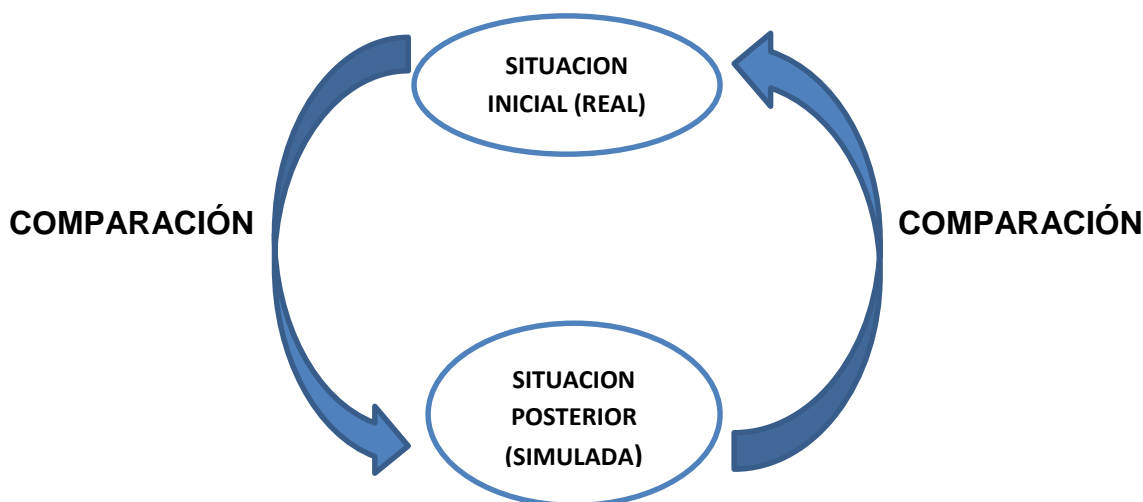 SITUACION
INICIAL (REAL)
COMPARACIÓN
COMPARACIÓN
SITUACION
POSTERIOR
(SIMULADA)